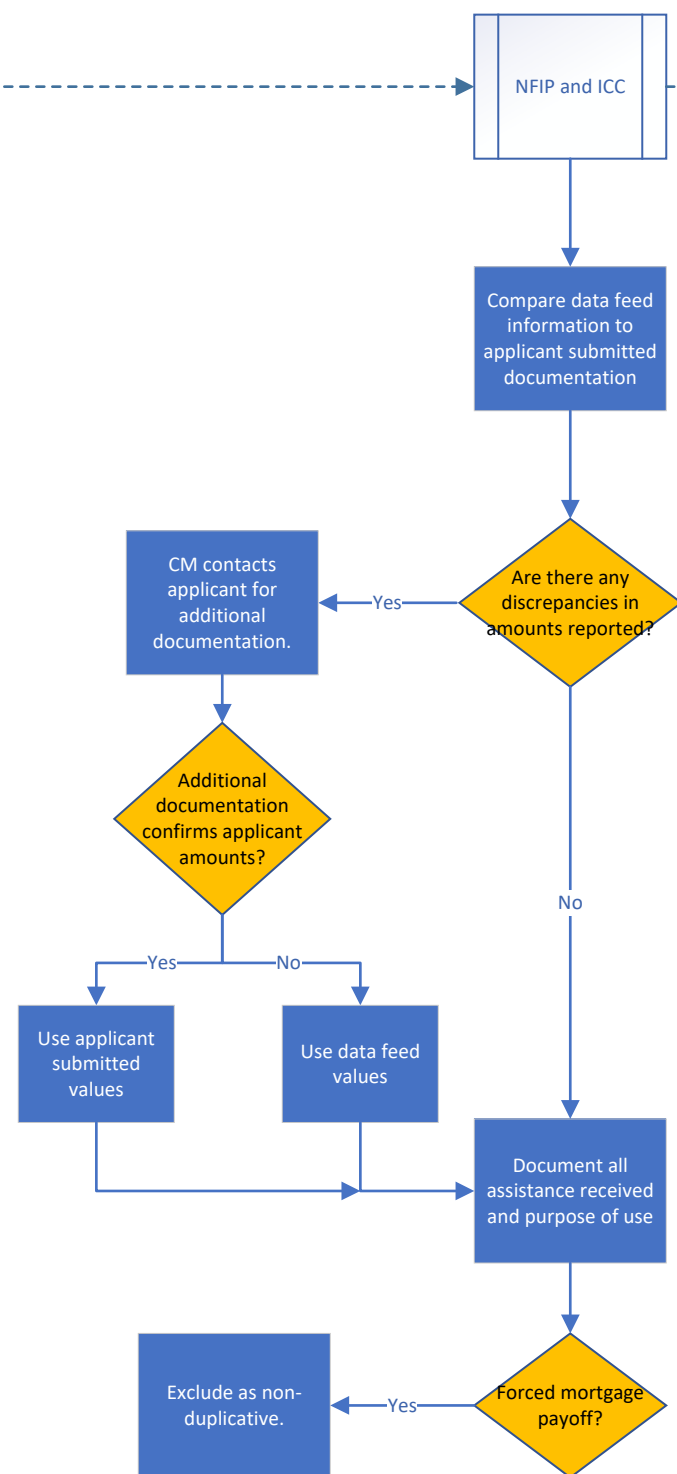 NFIP and ICC
Compare data feed
information to
applicant submitted
documentation
Are there any
discrepancies in
amounts reported?
Yes
CM contacts
applicant for
additional
documentation.
Additional
documentation
confirms applicant
amounts?
No
Yes
No
Use applicant
submitted
values
Use data feed
values
Document all
assistance received
and purpose of use
Forced mortgage
payoff?
Yes
Exclude as non-
duplicative.